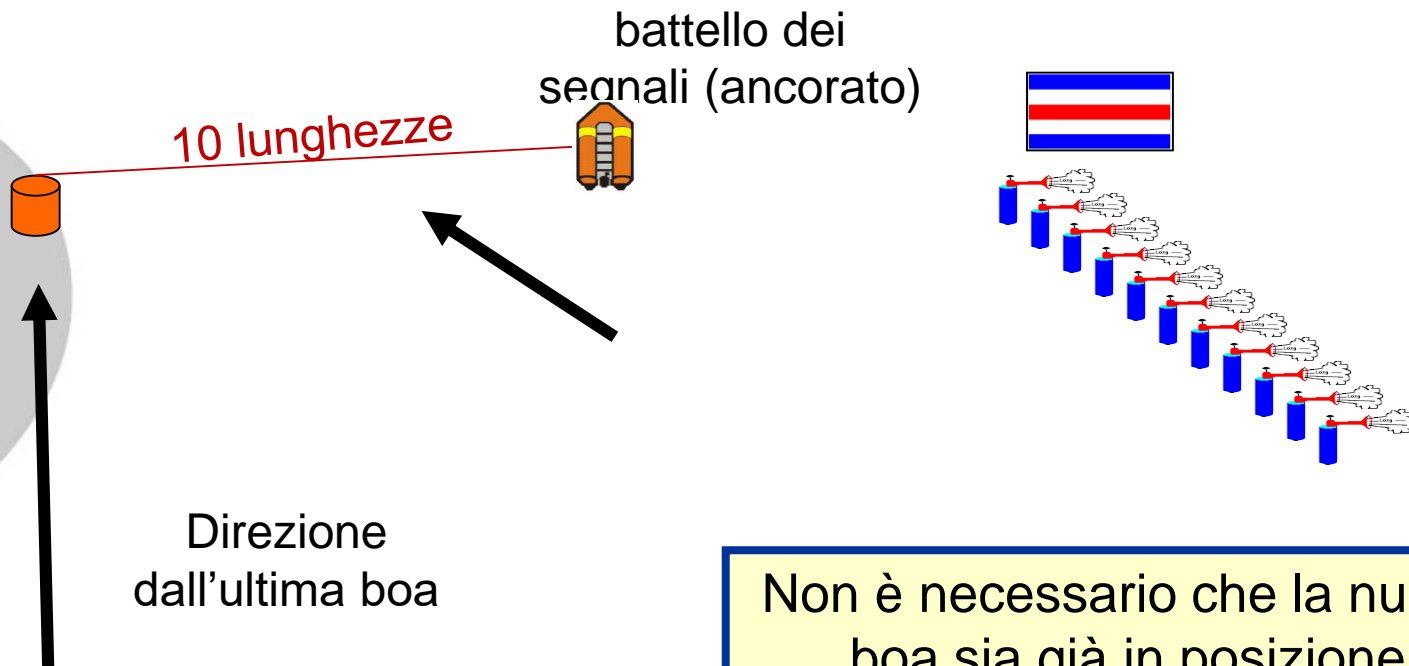 battello dei
segnali (ancorato)
10 lunghezze
Direzione
dall’ultima boa
Non è necessario che la nu
boa sia già in posizione